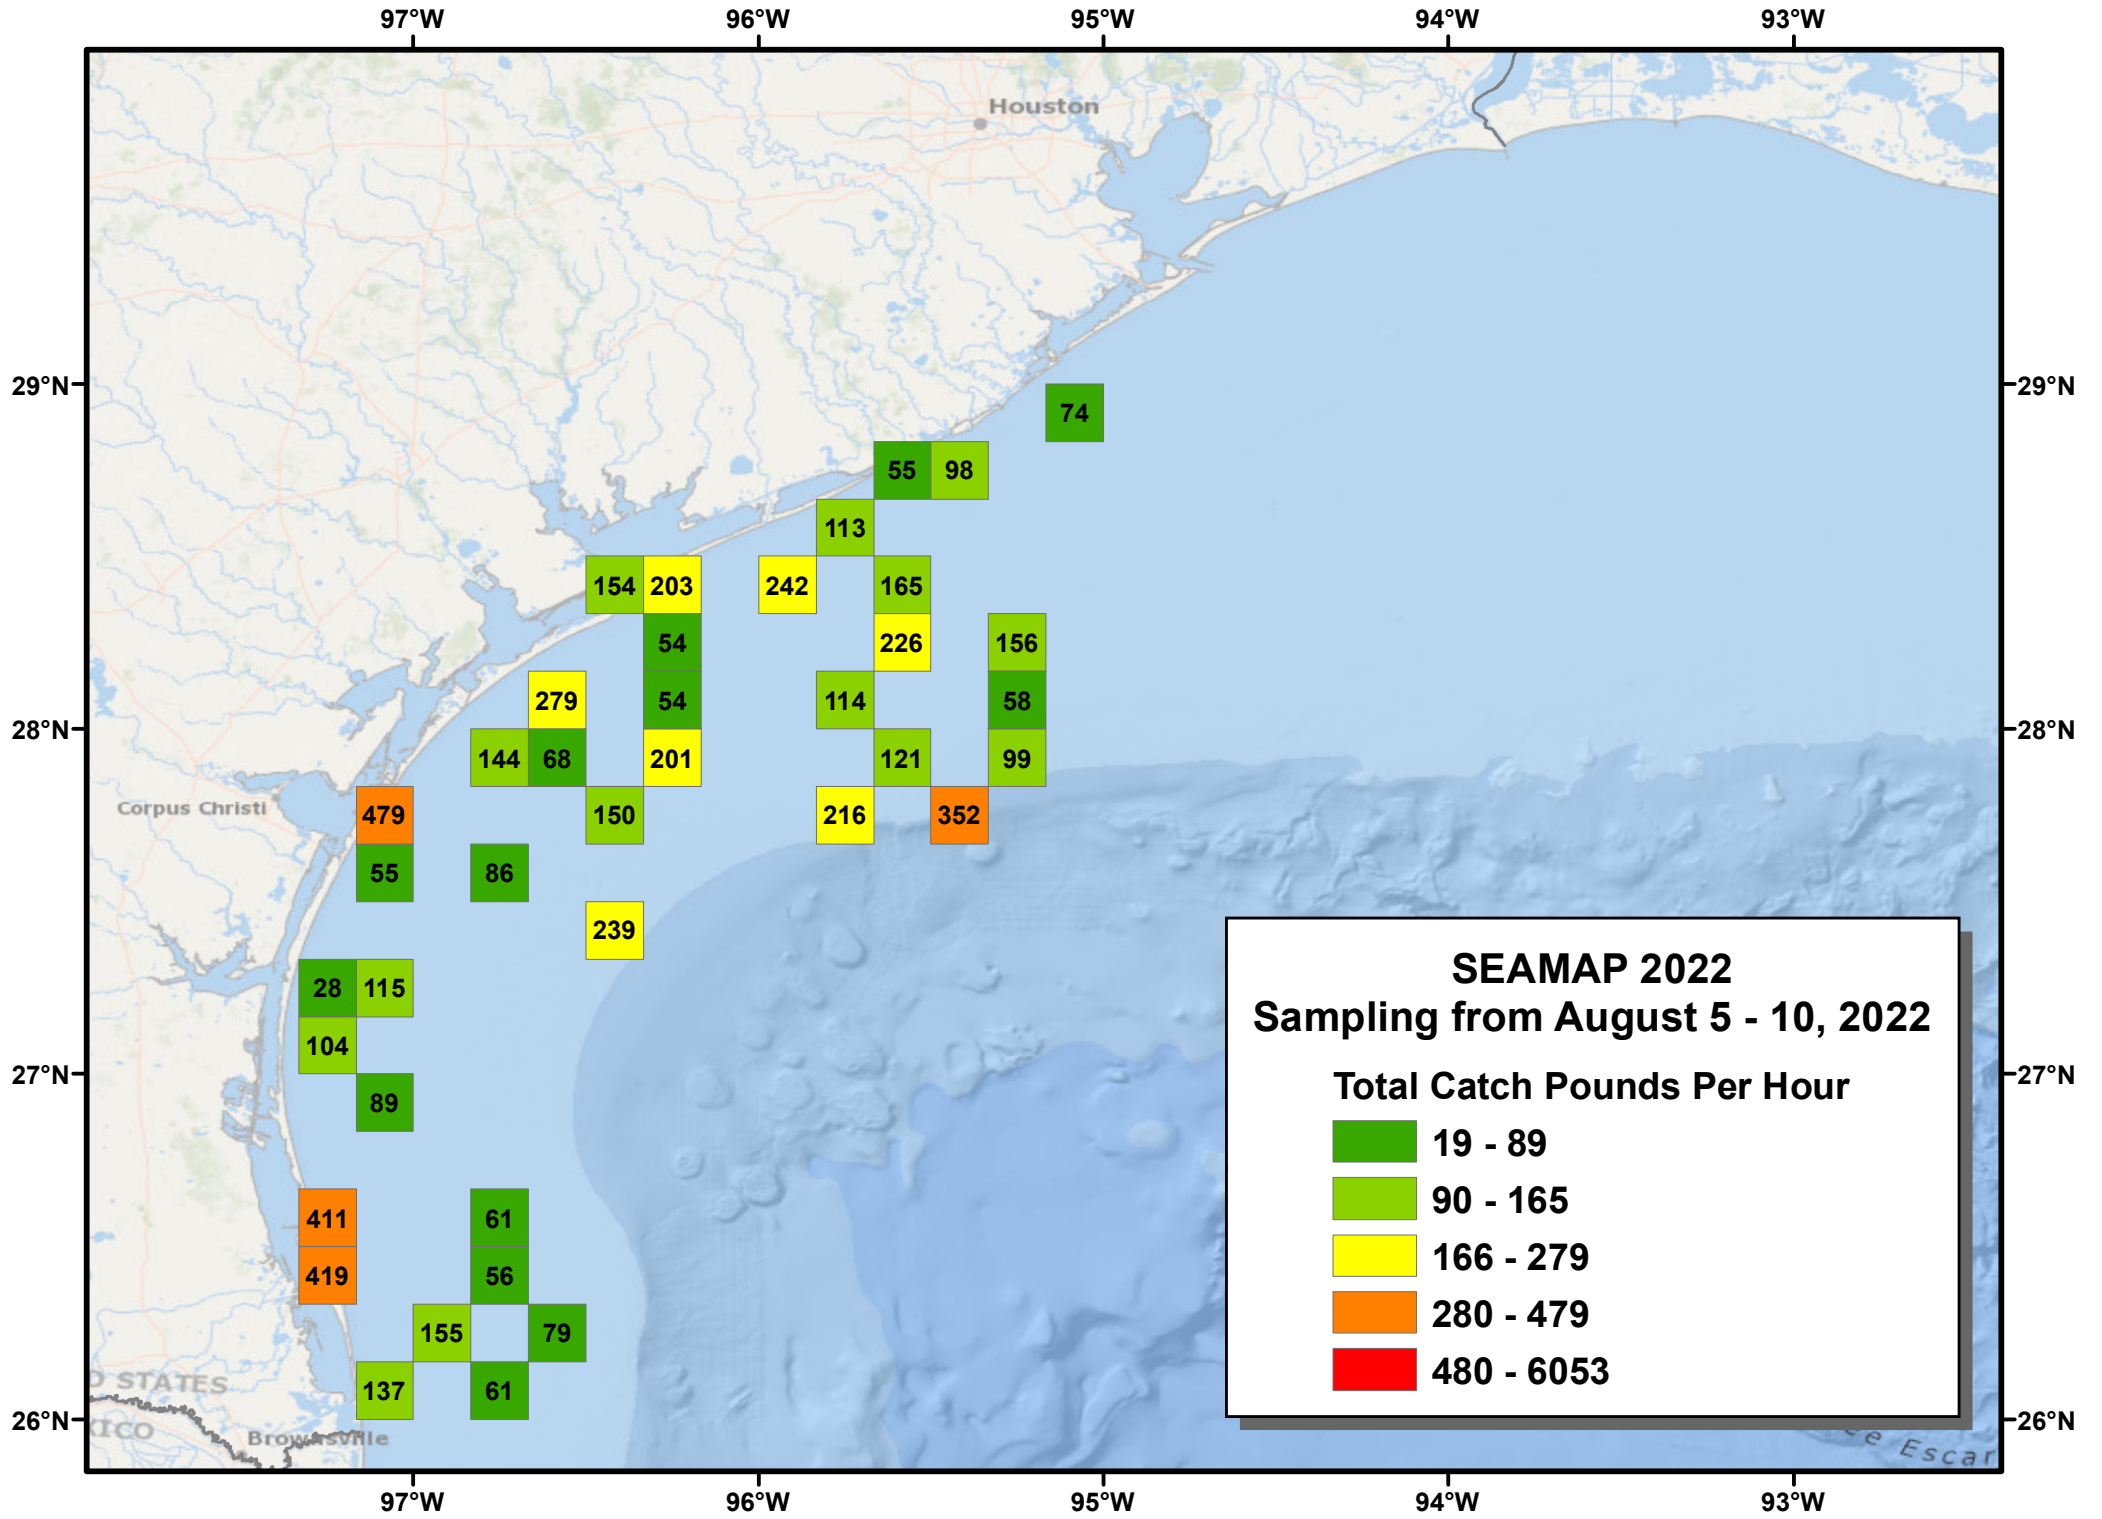 97°W 96°W 95°W 94°W 93°W
Houston
29°N 29°N
74
55 98
113
154 203 242 165
54 226 156
279 54 114 58
28°N 28°N
144 68 201 121 99
Corpus Christi
479 150 216 352
55 86
239
28 115
104
27°N 27°N
89
411 61
419 56
155 79
137 61
SEAMAP 2022
Sampling from August 5 - 10, 2022
Total Catch Pounds Per Hour
19 - 89
90 - 165
166 - 279
280 - 479
480 - 6053
D STATES
26°N 26°N
XICO
Brownsville
Escar
97°W 96°W 95°W 94°W 93°W